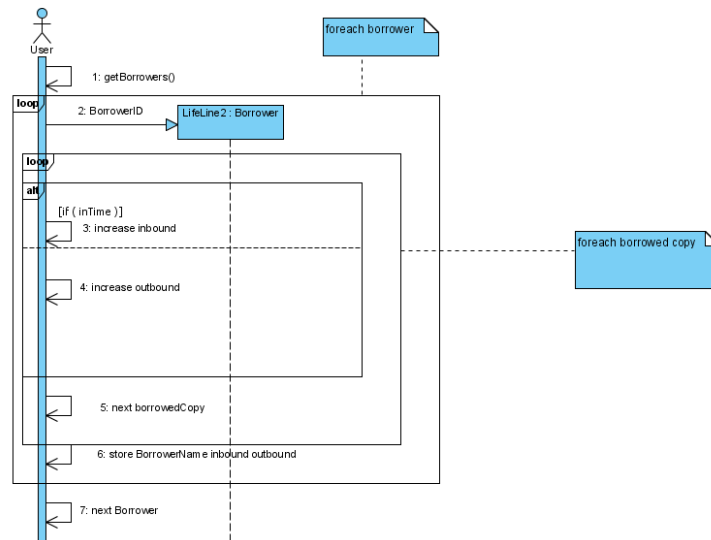 foreach borrower
User
1: getBorrowers()
loop
2: BorrowerID
LifeLine2 : Borrower
loop
alt
[if ( inTime )]
3: increase inbound
foreach borrowed copy
4: increase outbound
5: next borrowedCopy
6: store BorrowerName inbound outbound
7: next Borrower